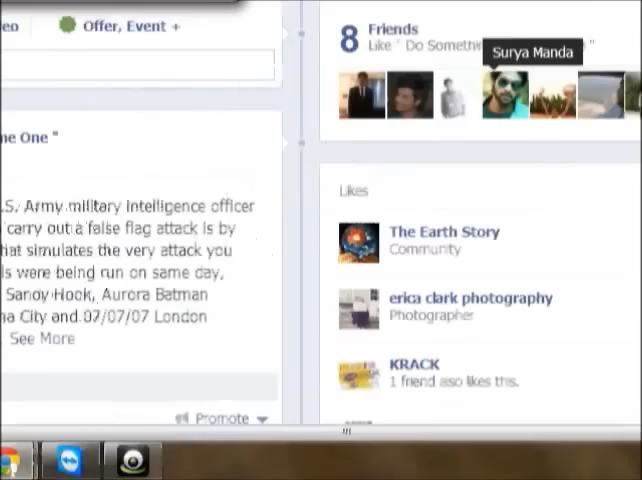 eo
Offer, Event +
me One "
.S. Army military intelligence officer
carry out a false flag attack is by
hat simulates the very attack you
ls were being run on same day,
Sandy Hook, Aurora Batman
na City and 07/07/07 London
See More
Promote
8 Friends
Like " Do Somethin "
Surya Manda
Likes
The Earth Story
Community
erica clark photography
Photographer
KRACK
1 friend also likes this.